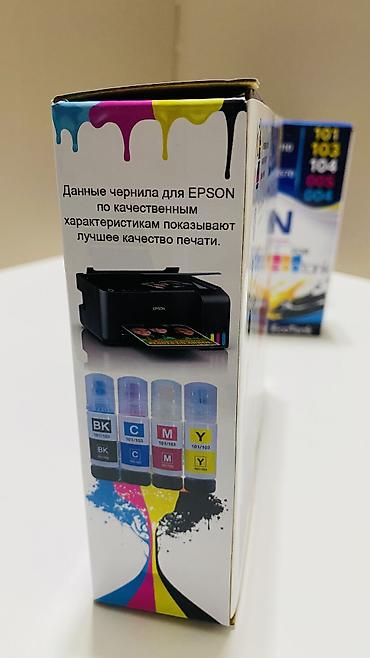 Данные чернила для EPSON
по качественным
характеристикам показывают
лучшее качество печати.
EPSON
BK
101/103
C
101/103
M
101/103
Y
101/103
BK
C
M
Y
101
103
104
005
004
N